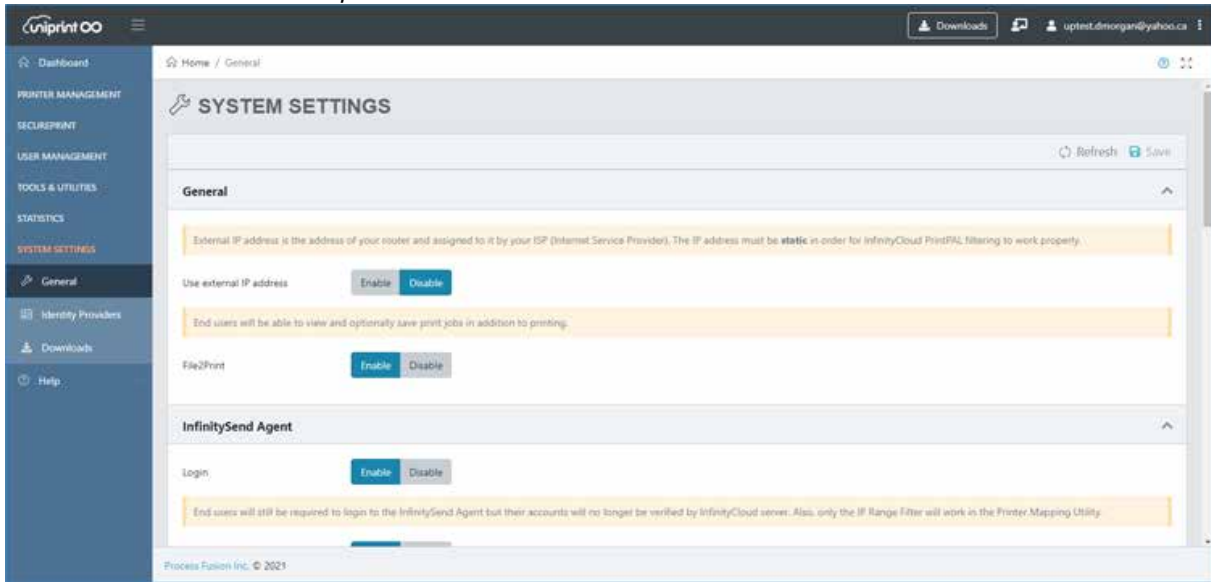 uniprint
Downloads
uptest.dmorgan@yahoo.ca
Dashboard
Home / General
PRINTER MANAGEMENT
SYSTEM SETTINGS
SECUREPRINT
USER MANAGEMENT
Refresh Save
TOOLS & UTILITIES
General
STATISTICS
External IP address is the address of your router and assigned to it by your ISP (Internet Service Provider). The IP address must be static in order for InfinityCloud PrintPAL filtering to work properly.
SYSTEM SETTINGS
General
Use external IP address Enable Disable
Identity Providers
End users will be able to view and optionally save print jobs in addition to printing.
Downloads
File2Print Enable Disable
Help
InfinitySend Agent
Login Enable Disable
End users will still be required to login to the InfinitySend Agent but their accounts will no longer be verified by InfinityCloud server. Also, only the IP Range Filter will work in the Printer Mapping Utility.
Process Fusion Inc. © 2021